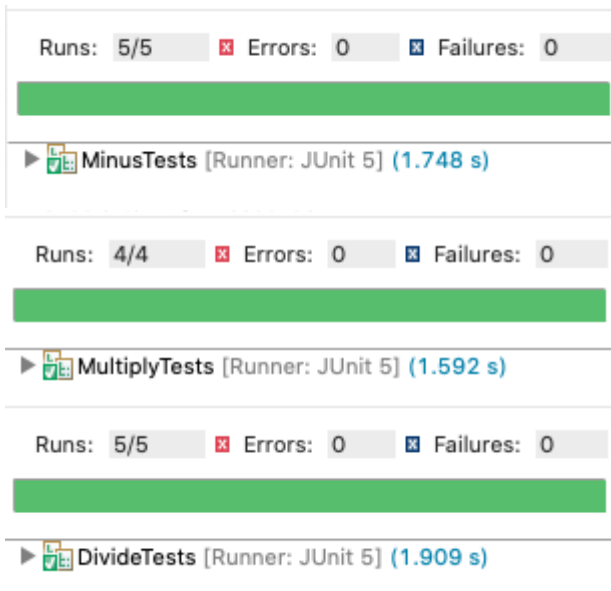 Runs: 5/5 Errors: 0 Failures: 0
MinusTests [Runner: JUnit 5] (1.748 s)
Runs: 4/4 Errors: 0 Failures: 0
MultiplyTests [Runner: JUnit 5] (1.592 s)
Runs: 5/5 Errors: 0 Failures: 0
DivideTests [Runner: JUnit 5] (1.909 s)